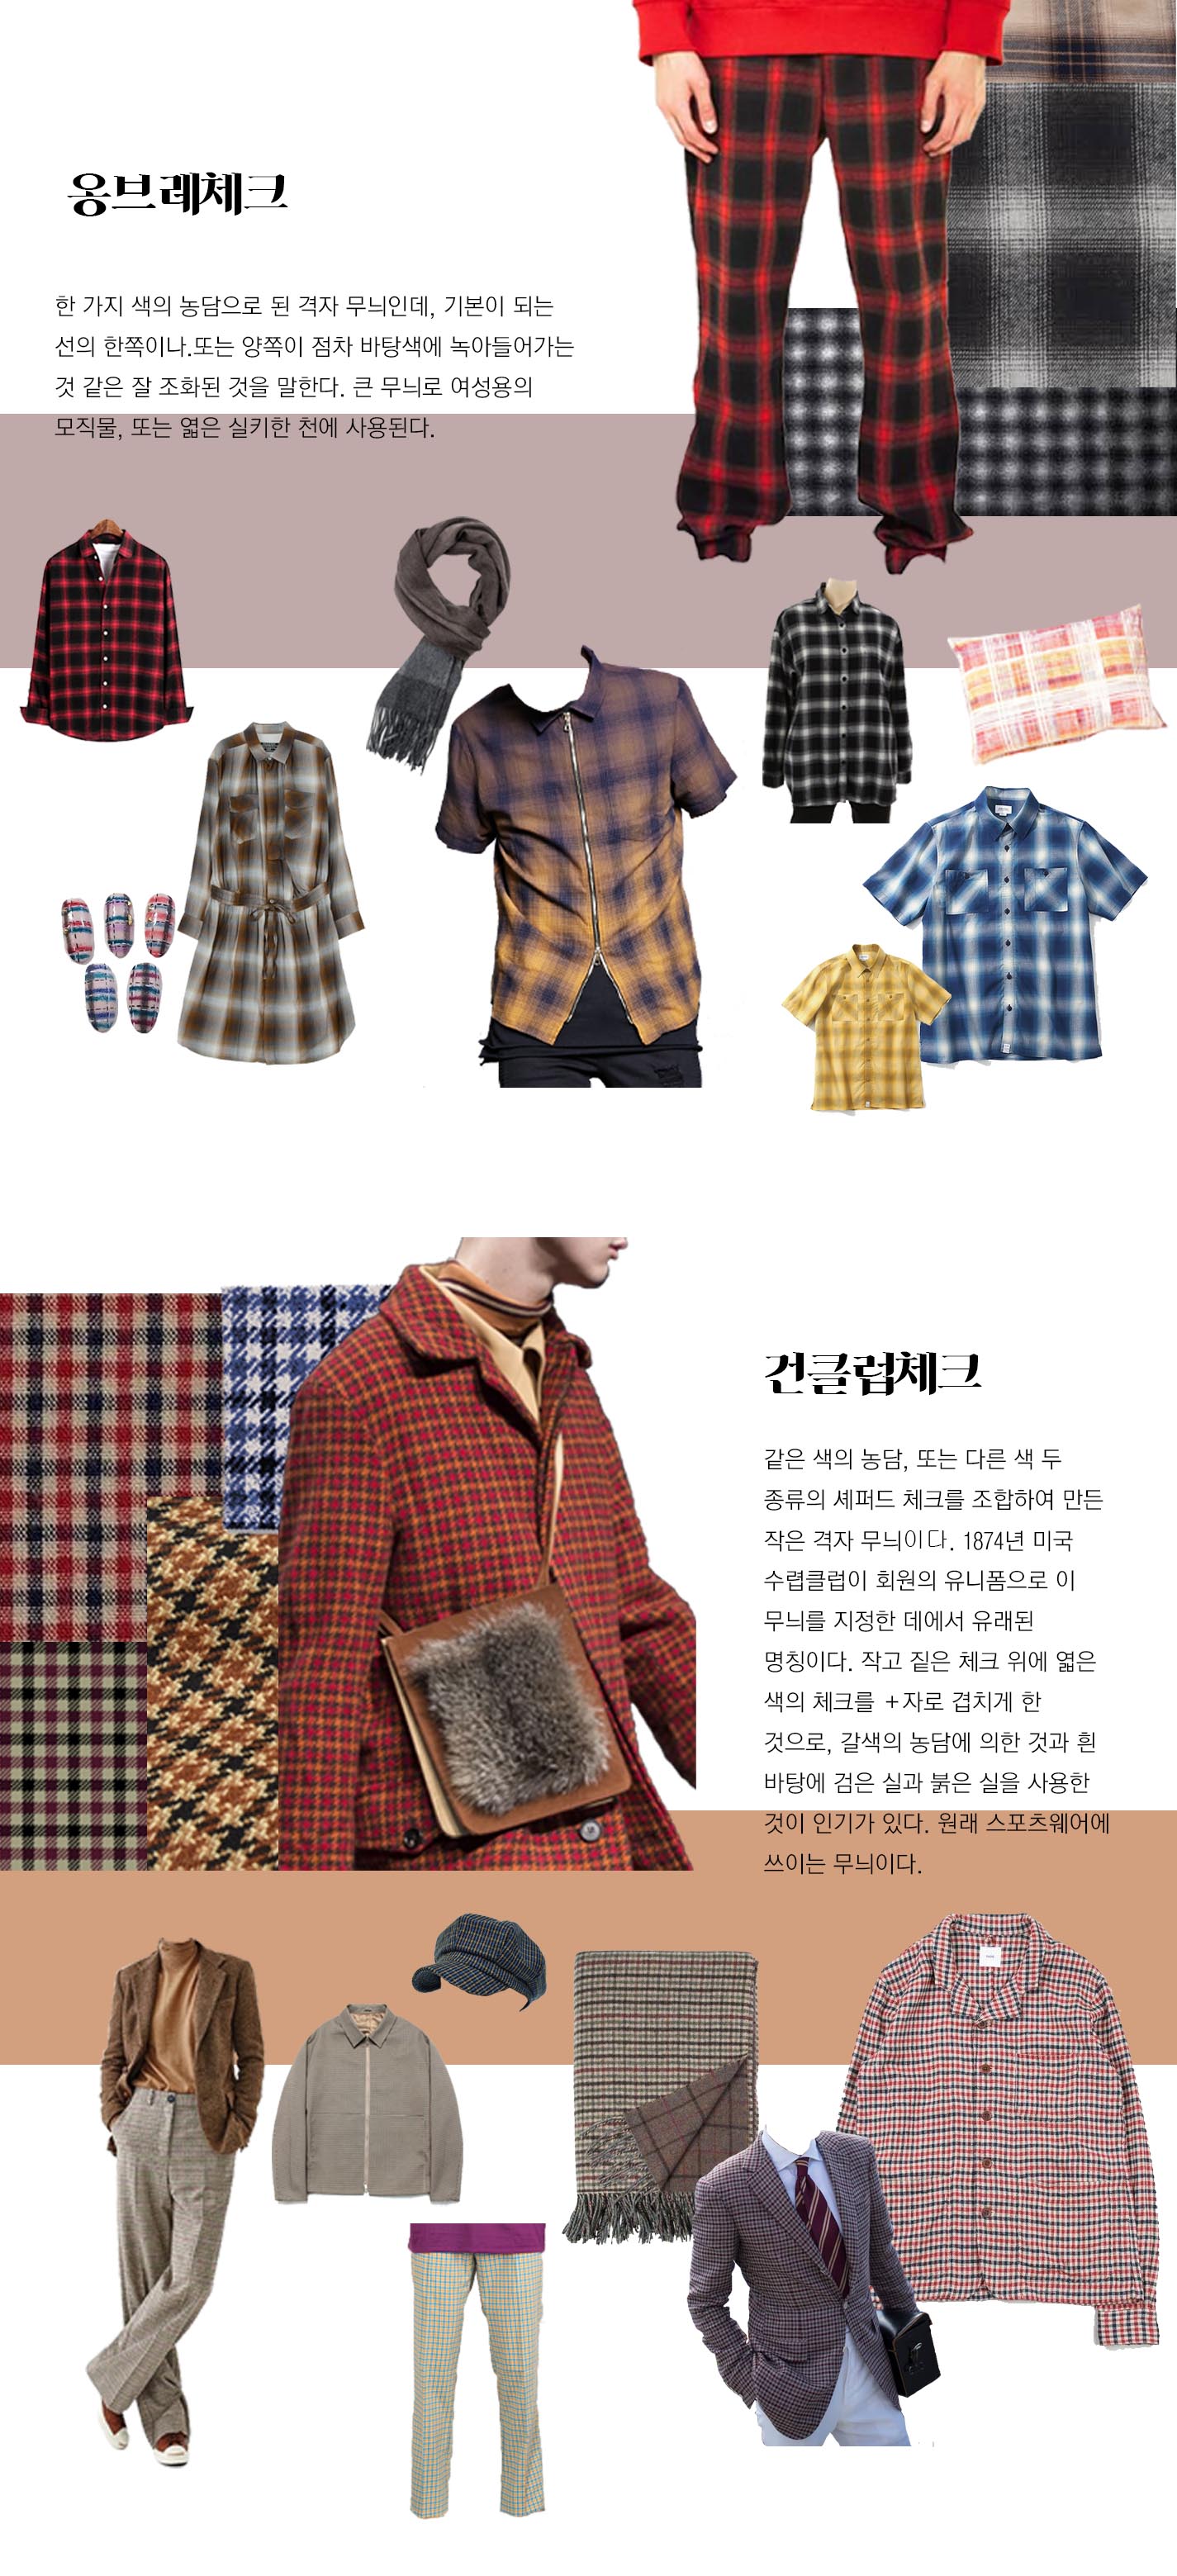 옹브레체크
한 가지 색의 농담으로 된 격자 무늬인데, 기본이 되는
선의 한쪽이나.또는 양쪽이 점차 바탕색에 녹아들어가는
것 같은 잘 조화된 것을 말한다. 큰 무늬로 여성용의
모직물, 또는 엷은 실키한 천에 사용된다.
건클럽체크
같은 색의 농담, 또는 다른 색 두
종류의 셰퍼드 체크를 조합하여 만든
작은 격자 무늬이다. 1874년 미국
수렵클럽이 회원의 유니폼으로 이
무늬를 지정한 데에서 유래된
명칭이다. 작고 짙은 체크 위에 엷은
색의 체크를 +자로 겹치게 한
것으로, 갈색의 농담에 의한 것과 흰
바탕에 검은 실과 붉은 실을 사용한
것이 인기가 있다. 원래 스포츠웨어에
쓰이는 무늬이다.